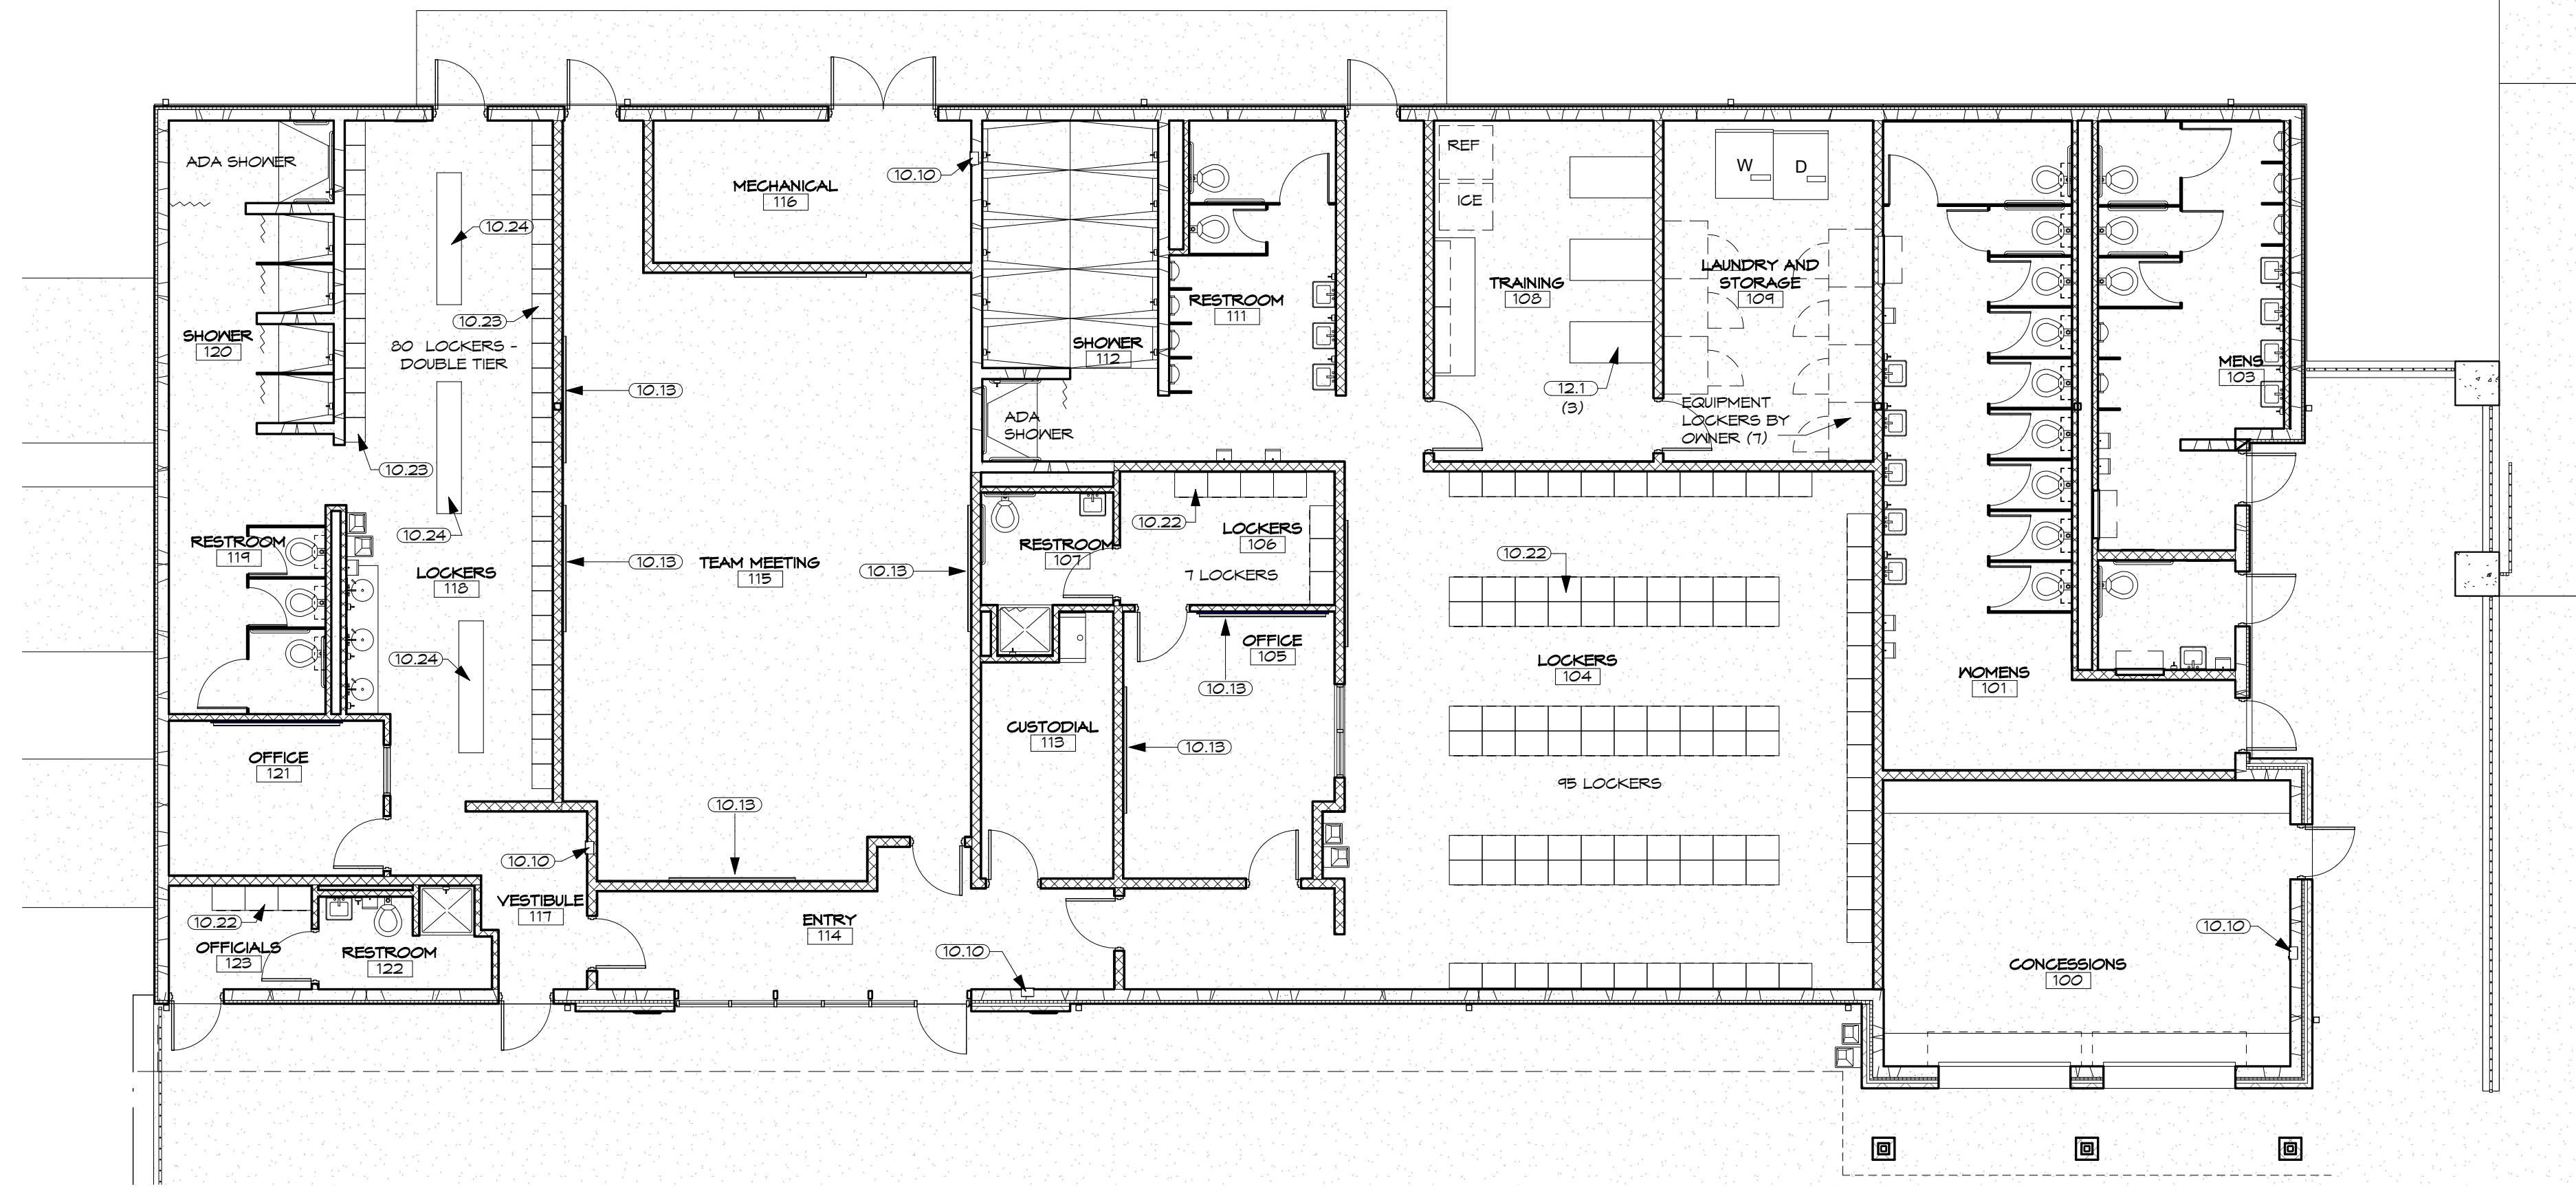 ADA SHOWER
10.24
10.23
SHOWER
120
80 LOCKERS -
DOUBLE TIER
10.23
10.24
RESTROOM
119
LOCKERS
118
10.24
OFFICE
121
10.22
OFFICIALS
123
RESTROOM
122
VESTIBULE
117
10.10
MECHANICAL
116
10.10
10.13
10.13
TEAM MEETING
115
10.13
10.13
ENTRY
114
10.10
SHOWER
112
ADA
SHOWER
RESTROOM
111
RESTROOM
107
10.22
LOCKERS
106
7 LOCKERS
OFFICE
105
10.13
10.13
CUSTODIAL
113
REF
ICE
TRAINING
108
12.1
(3)
W
D
LAUNDRY AND
STORAGE
109
EQUIPMENT
LOCKERS BY
OWNER (7)
10.22
LOCKERS
104
95 LOCKERS
MENS
103
WOMENS
101
10.10
CONCESSIONS
100